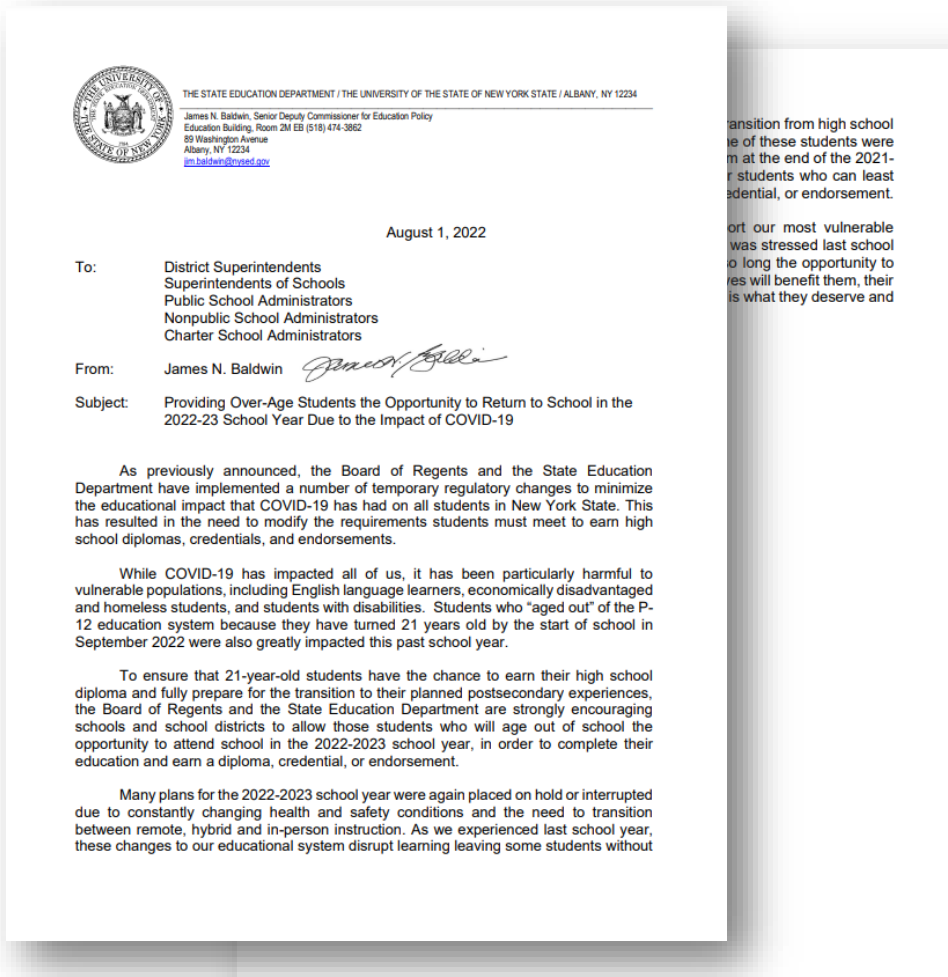 THE UNIVERSITY OF
THE STATE OF NEW YORK
THE STATE EDUCATION DEPARTMENT / THE UNIVERSITY OF THE STATE OF NEW YORK STATE / ALBANY, NY 12234
James N. Baldwin, Senior Deputy Commissioner for Education Policy
Education Building, Room 2M EB (518) 474-3862
89 Washington Avenue
Albany, NY 12234
jim.baldwin@nysed.gov
August 1, 2022
To: District Superintendents
Superintendents of Schools
Public School Administrators
Nonpublic School Administrators
Charter School Administrators
From: James N. Baldwin
Subject: Providing Over-Age Students the Opportunity to Return to School in the
2022-23 School Year Due to the Impact of COVID-19
As previously announced, the Board of Regents and the State Education
Department have implemented a number of temporary regulatory changes to minimize
the educational impact that COVID-19 has had on all students in New York State. This
has resulted in the need to modify the requirements students must meet to earn high
school diplomas, credentials, and endorsements.
While COVID-19 has impacted all of us, it has been particularly harmful to
vulnerable populations, including English language learners, economically disadvantaged
and homeless students, and students with disabilities. Students who “aged out” of the P-
12 education system because they have turned 21 years old by the start of school in
September 2022 were also greatly impacted this past school year.
To ensure that 21-year-old students have the chance to earn their high school
diploma and fully prepare for the transition to their planned postsecondary experiences,
the Board of Regents and the State Education Department are strongly encouraging
schools and school districts to allow those students who will age out of school the
opportunity to attend school in the 2022-2023 school year, in order to complete their
education and earn a diploma, credential, or endorsement.
Many plans for the 2022-2023 school year were again placed on hold or interrupted
due to constantly changing health and safety conditions and the need to transition
between remote, hybrid and in-person instruction. As we experienced last school year,
these changes to our educational system disrupt learning leaving some students without
ransition from high school
e of these students were
m at the end of the 2021-
r students who can least
edential, or endorsement.
ort our most vulnerable
was stressed last school
o long the opportunity to
es will benefit them, their
is what they deserve and